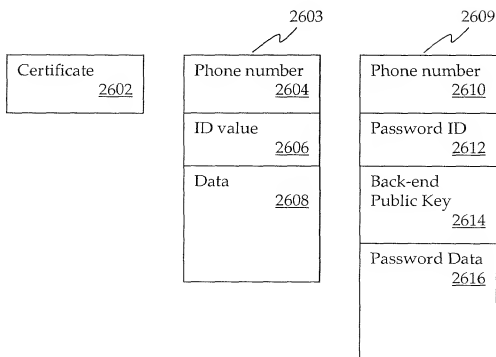 2603
2609
Certificate
2602
Phone number
2604
ID value
2606
Data
2608
Phone number
2610
Password ID
2612
Back-end
Public Key
2614
Password Data
2616